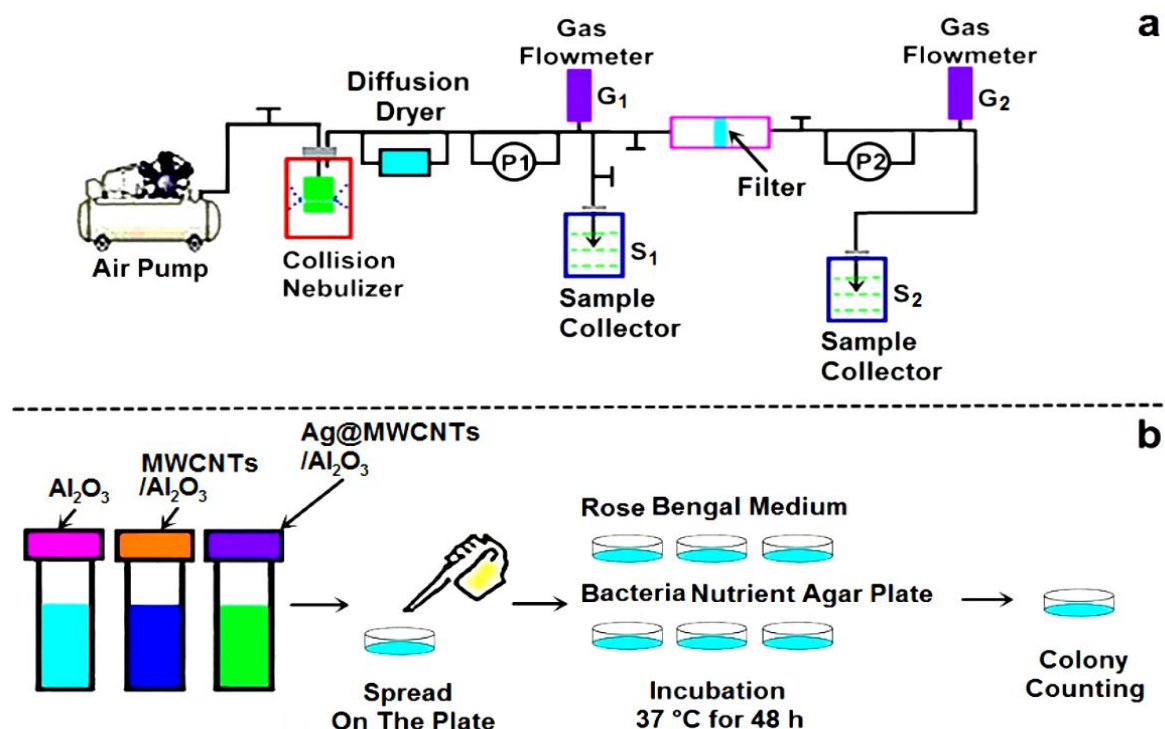 a
Gas
Flowmeter
G₁
Gas
Flowmeter
G₂
Diffusion
Dryer
P1
Filter
P2
Air Pump
Collision
Nebulizer
S₁
Sample
Collector
S₂
Sample
Collector
b
Al₂O₃
MWCNTs
/Al₂O₃
Ag@MWCNTs
/Al₂O₃
Spread
On The Plate
Rose Bengal Medium
Bacteria Nutrient Agar Plate
Incubation
37 °C for 48 h
Colony
Counting